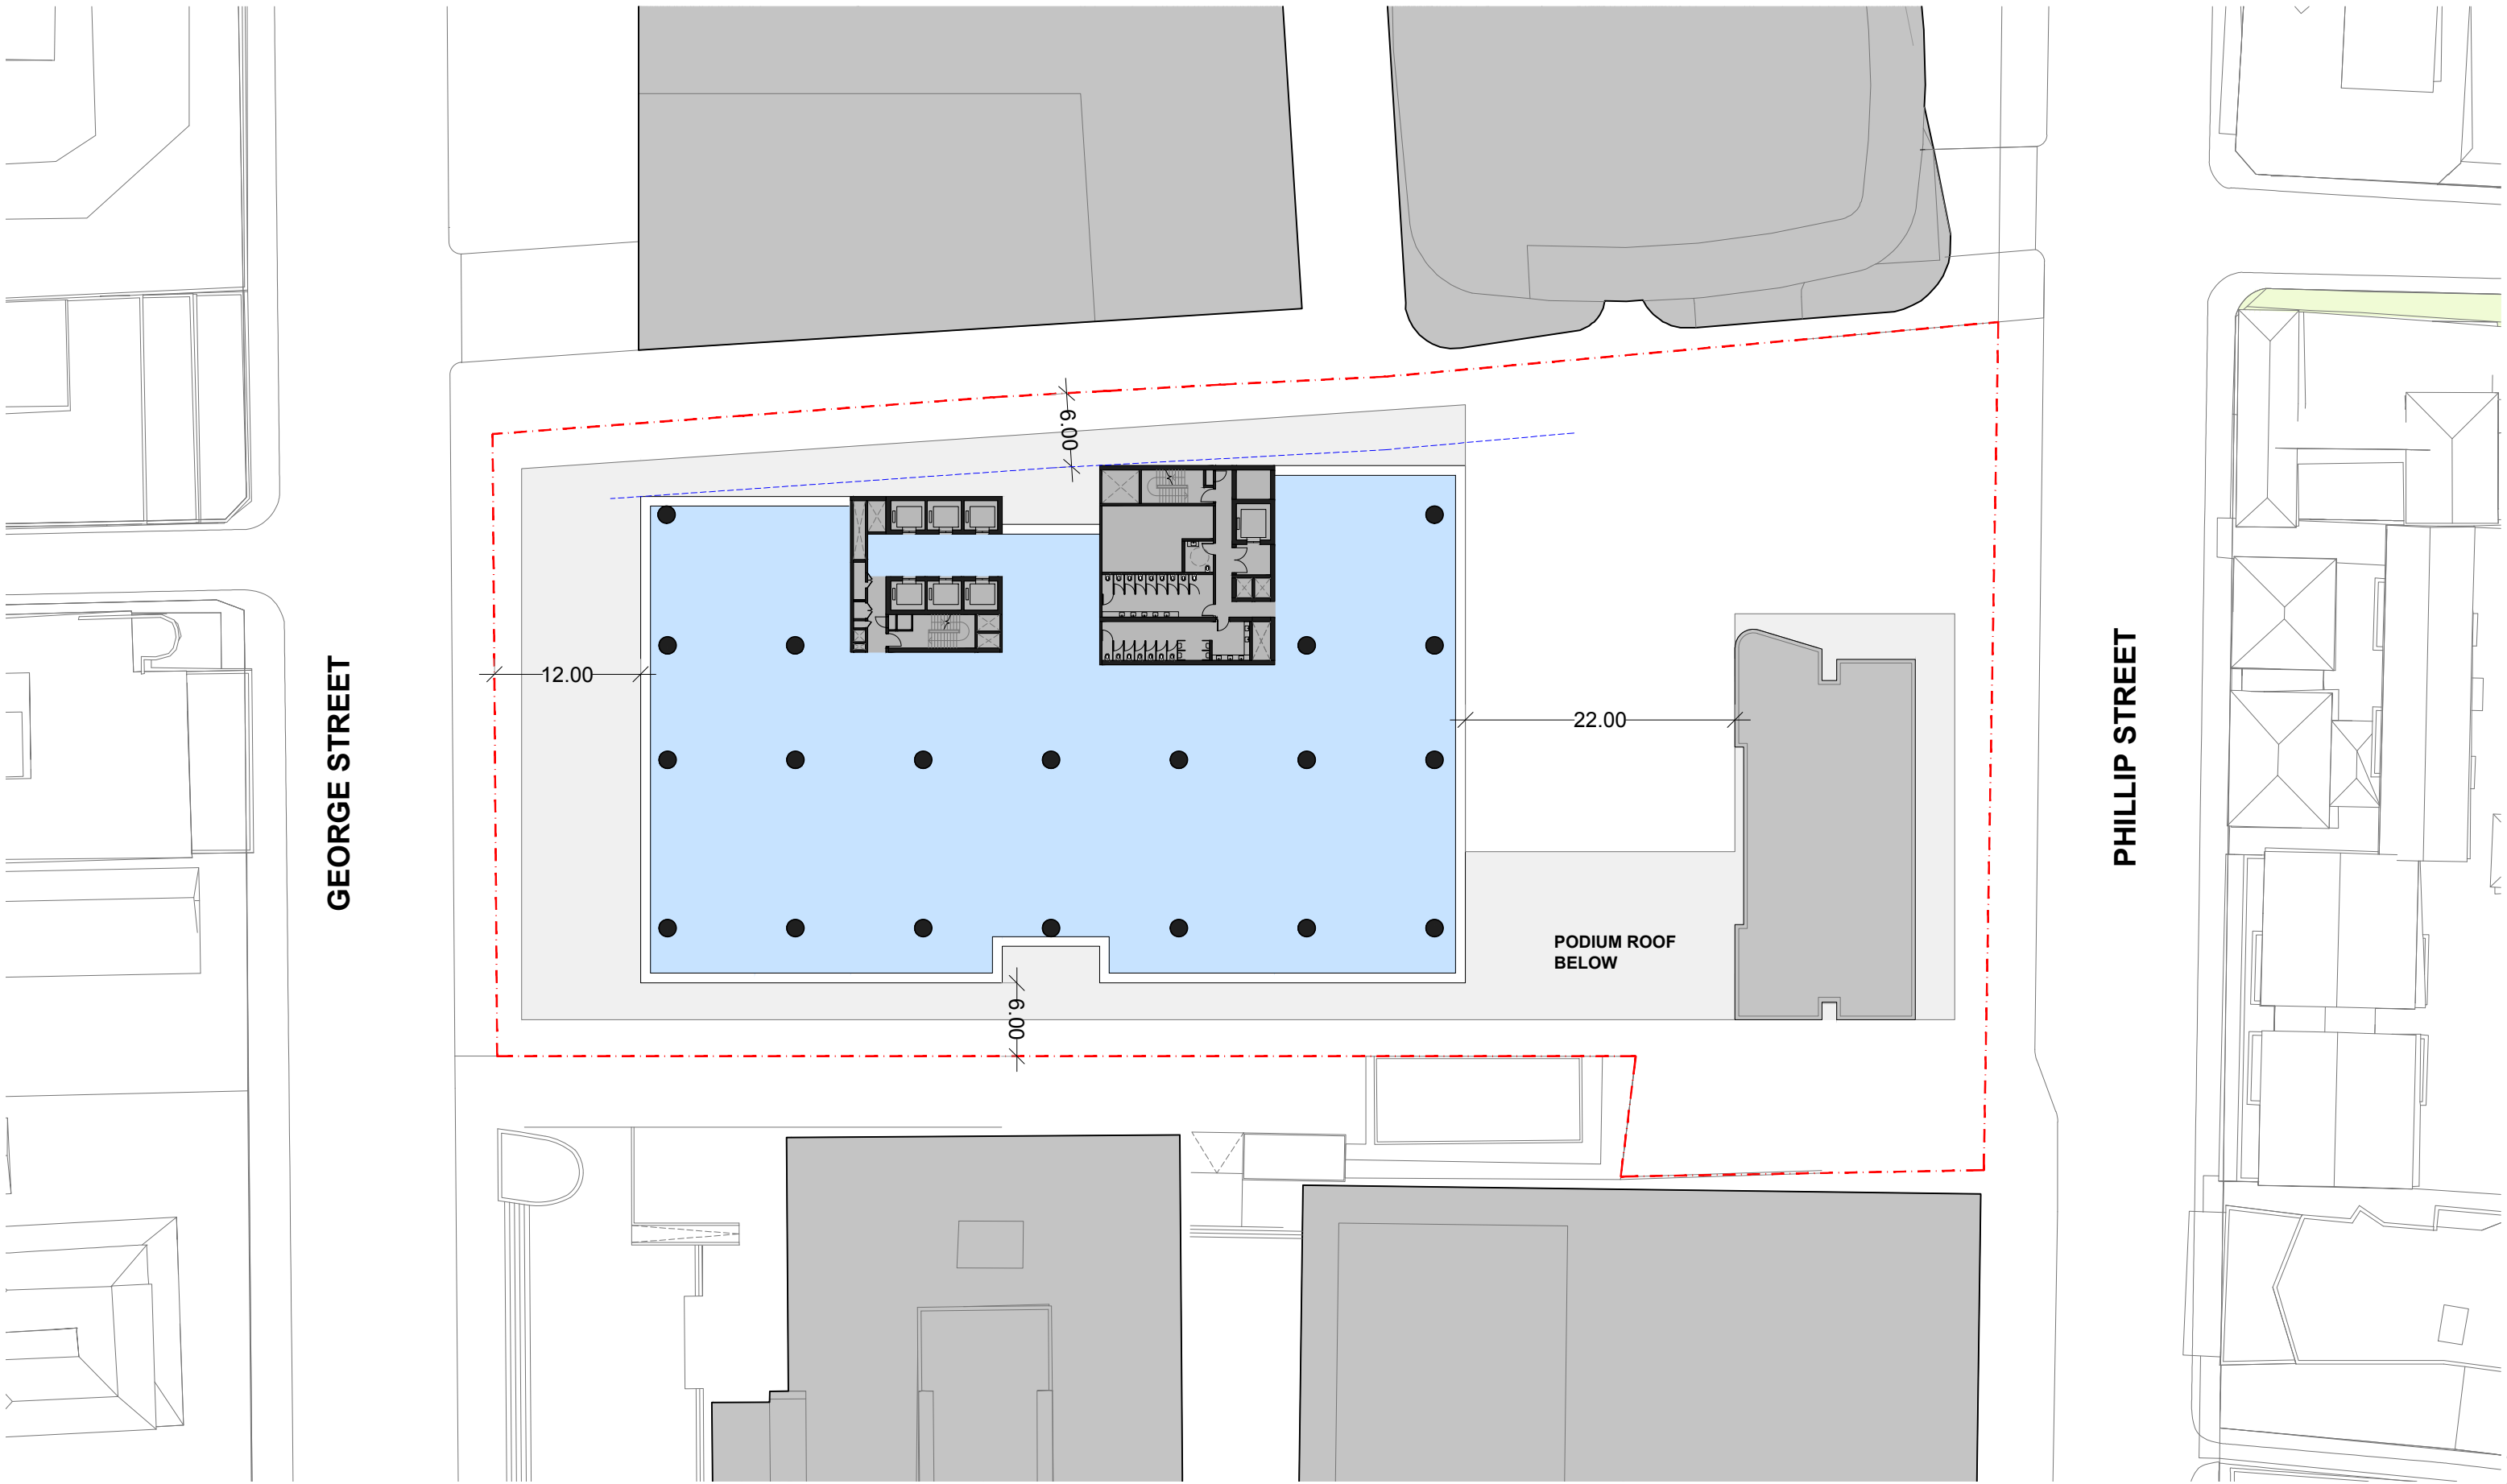 6.00
GEORGE STREET
12.00
22.00
PHILLIP STREET
PODIUM ROOF
BELOW
6.00